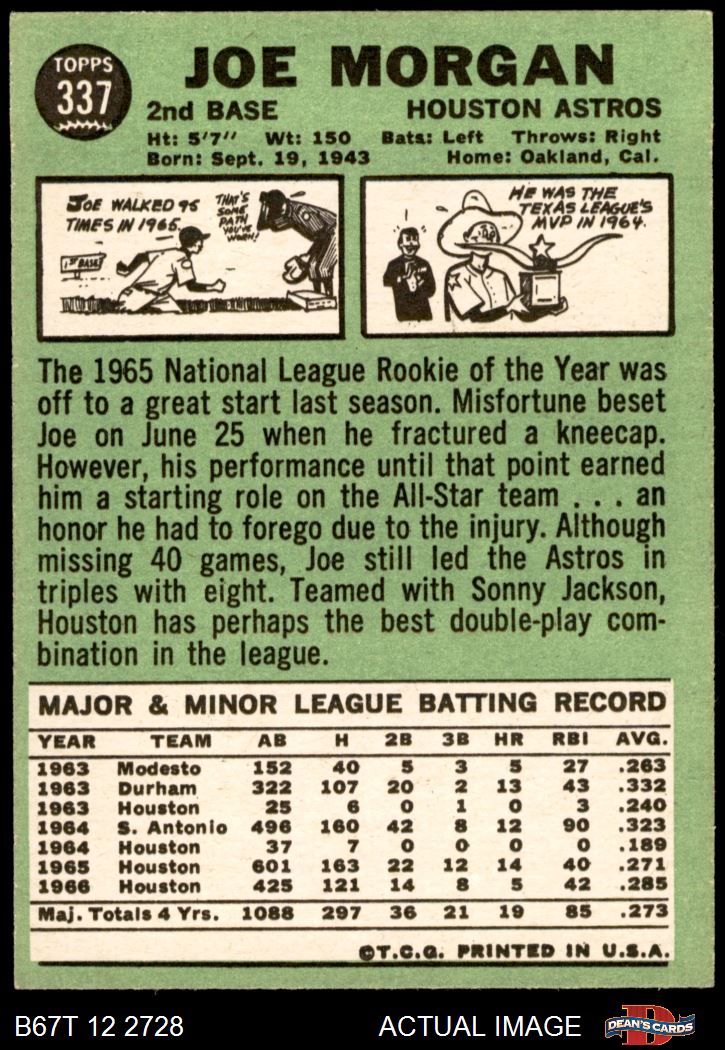 TOPPS
337
JOE MORGAN
2nd BASE HOUSTON ASTROS
Ht: 5'7" Wt: 150 Bats: Left Throws: Right
Born: Sept. 19, 1943 Home: Oakland, Cal.
JOE WALKED 95
TIMES IN 1965.
THAT'S
SOME
PATH
YOU'VE
WORN!
1ST BASE
HE WAS THE
TEXAS LEAGUE'S
MVP IN 1964.
The 1965 National League Rookie of the Year was
off to a great start last season. Misfortune beset
Joe on June 25 when he fractured a kneecap.
However, his performance until that point earned
him a starting role on the All-Star team . . . an
honor he had to forego due to the injury. Although
missing 40 games, Joe still led the Astros in
triples with eight. Teamed with Sonny Jackson,
Houston has perhaps the best double-play com-
bination in the league.
MAJOR & MINOR LEAGUE BATTING RECORD
YEAR TEAM AB H 2B 3B HR RBI AVG.
1963 Modesto 152 40 5 3 5 27 .263
1963 Durham 322 107 20 2 13 43 .332
1963 Houston 25 6 0 1 0 3 .240
1964 S. Antonio 496 160 42 8 12 90 .323
1964 Houston 37 7 0 0 0 0 .189
1965 Houston 601 163 22 12 14 40 .271
1966 Houston 425 121 14 8 5 42 .285
Maj. Totals 4 Yrs. 1088 297 36 21 19 85 .273
©T.C.G. PRINTED IN U.S.A.
B67T 12 2728 ACTUAL IMAGE
D
DEAN'S CARDS